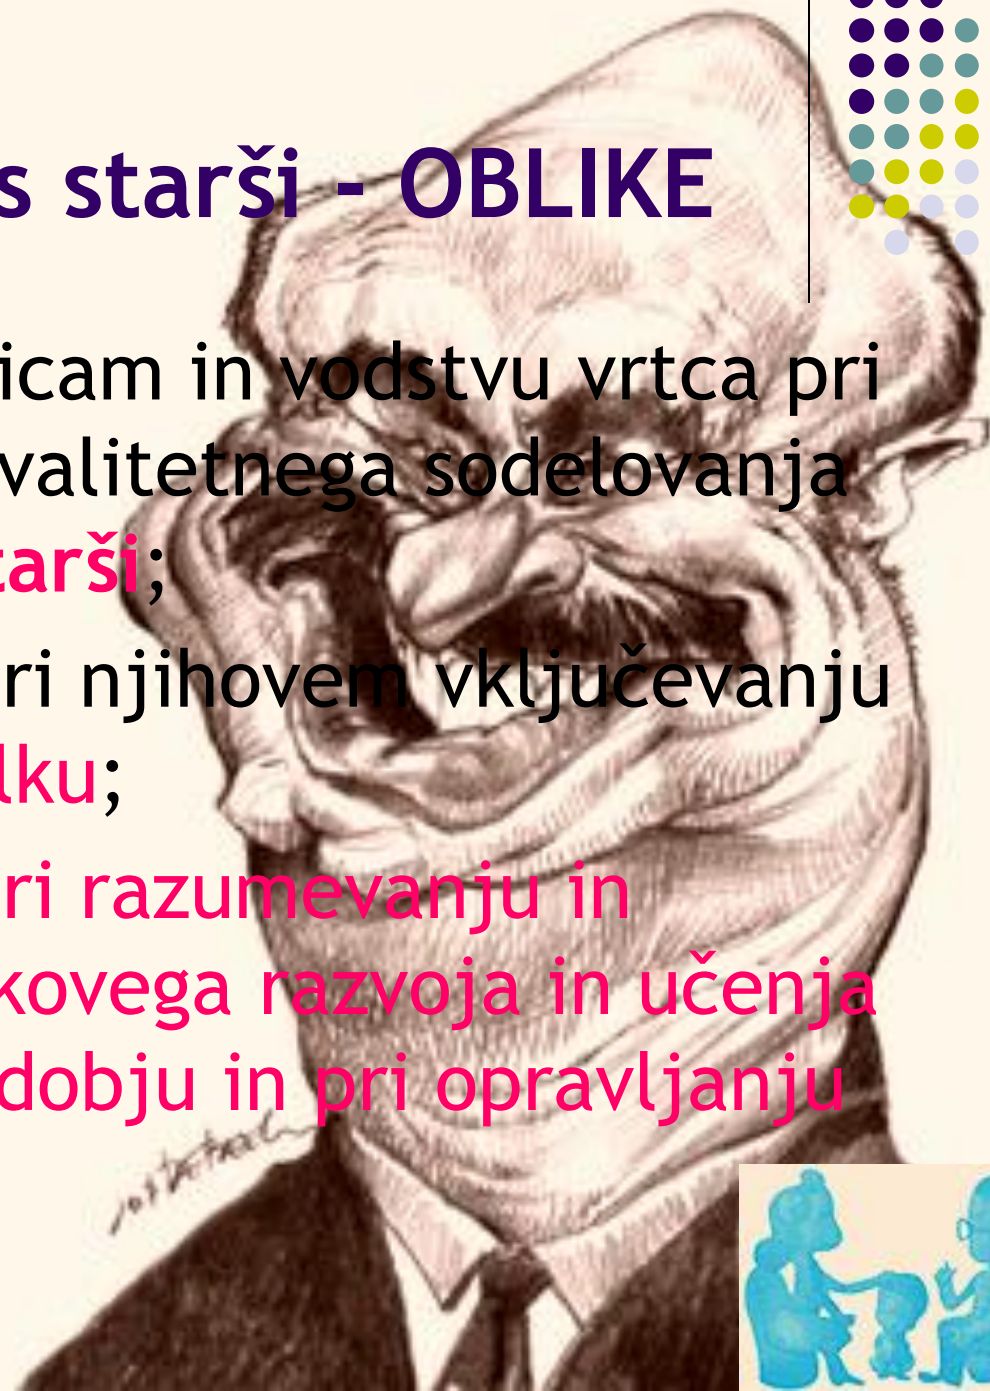 s starši - OBLIKE
icam in vodstvu vrtca pri
valitetnega sodelovanja
tarši;
ri njihovem vključevanju
lku;
ri razumevanju in
kovega razvoja in učenja
dobju in pri opravljanju